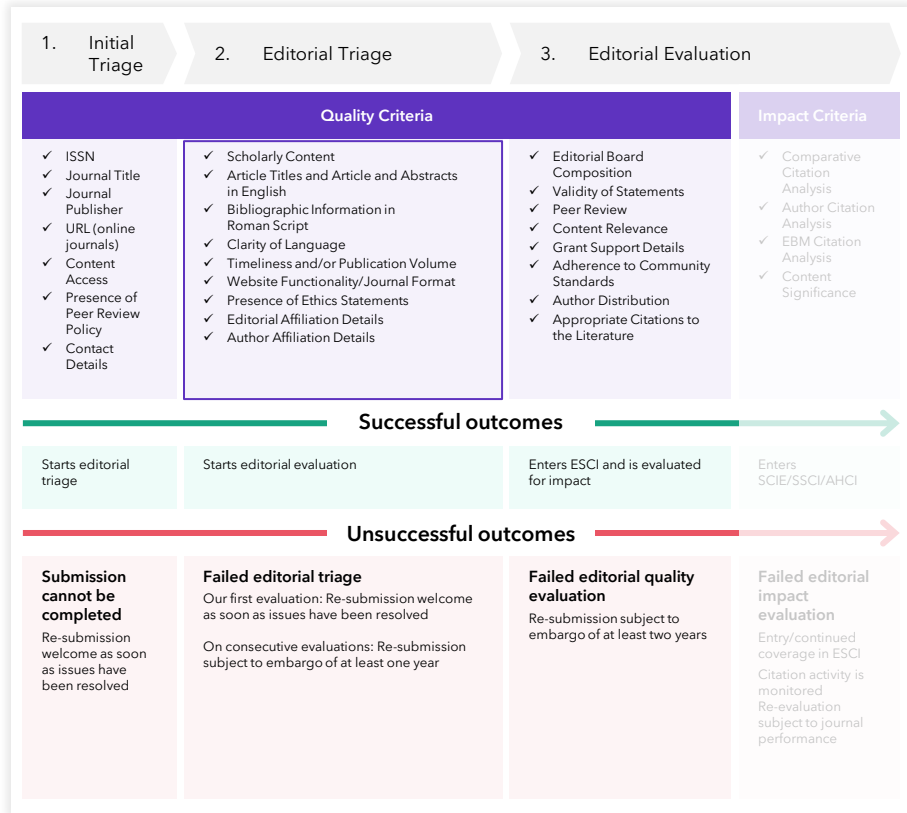 1. Initial
Triage
2. Editorial Triage
3. Editorial Evaluation
Quality Criteria
Impact Criteria
✓ ISSN
✓ Journal Title
✓ Journal
Publisher
✓ URL (online
journals)
✓ Content
Access
✓ Presence of
Peer Review
Policy
✓ Contact
Details
✓ Scholarly Content
✓ Article Titles and Article and Abstracts
in English
✓ Bibliographic Information in
Roman Script
✓ Clarity of Language
✓ Timeliness and/or Publication Volume
✓ Website Functionality/Journal Format
✓ Presence of Ethics Statements
✓ Editorial Affiliation Details
✓ Author Affiliation Details
✓ Editorial Board
Composition
✓ Validity of Statements
✓ Peer Review
✓ Content Relevance
✓ Grant Support Details
✓ Adherence to Community
Standards
✓ Author Distribution
✓ Appropriate Citations to
the Literature
✓ Comparative
Citation
Analysis
✓ Author Citation
Analysis
✓ EBM Citation
Analysis
✓ Content
Significance
Successful outcomes
Starts editorial
triage
Starts editorial evaluation
Enters ESCI and is evaluated
for impact
Enters
SCIE/SSCI/AHCI
Unsuccessful outcomes
Submission
cannot be
completed
Re-submission
welcome as soon
as issues have
been resolved
Failed editorial triage
Our first evaluation: Re-submission welcome
as soon as issues have been resolved
On consecutive evaluations: Re-submission
subject to embargo of at least one year
Failed editorial quality
evaluation
Re-submission subject to
embargo of at least two years
Failed editorial
impact
evaluation
Entry/continued
coverage in ESCI
Citation activity is
monitored
Re-evaluation
subject to journal
performance